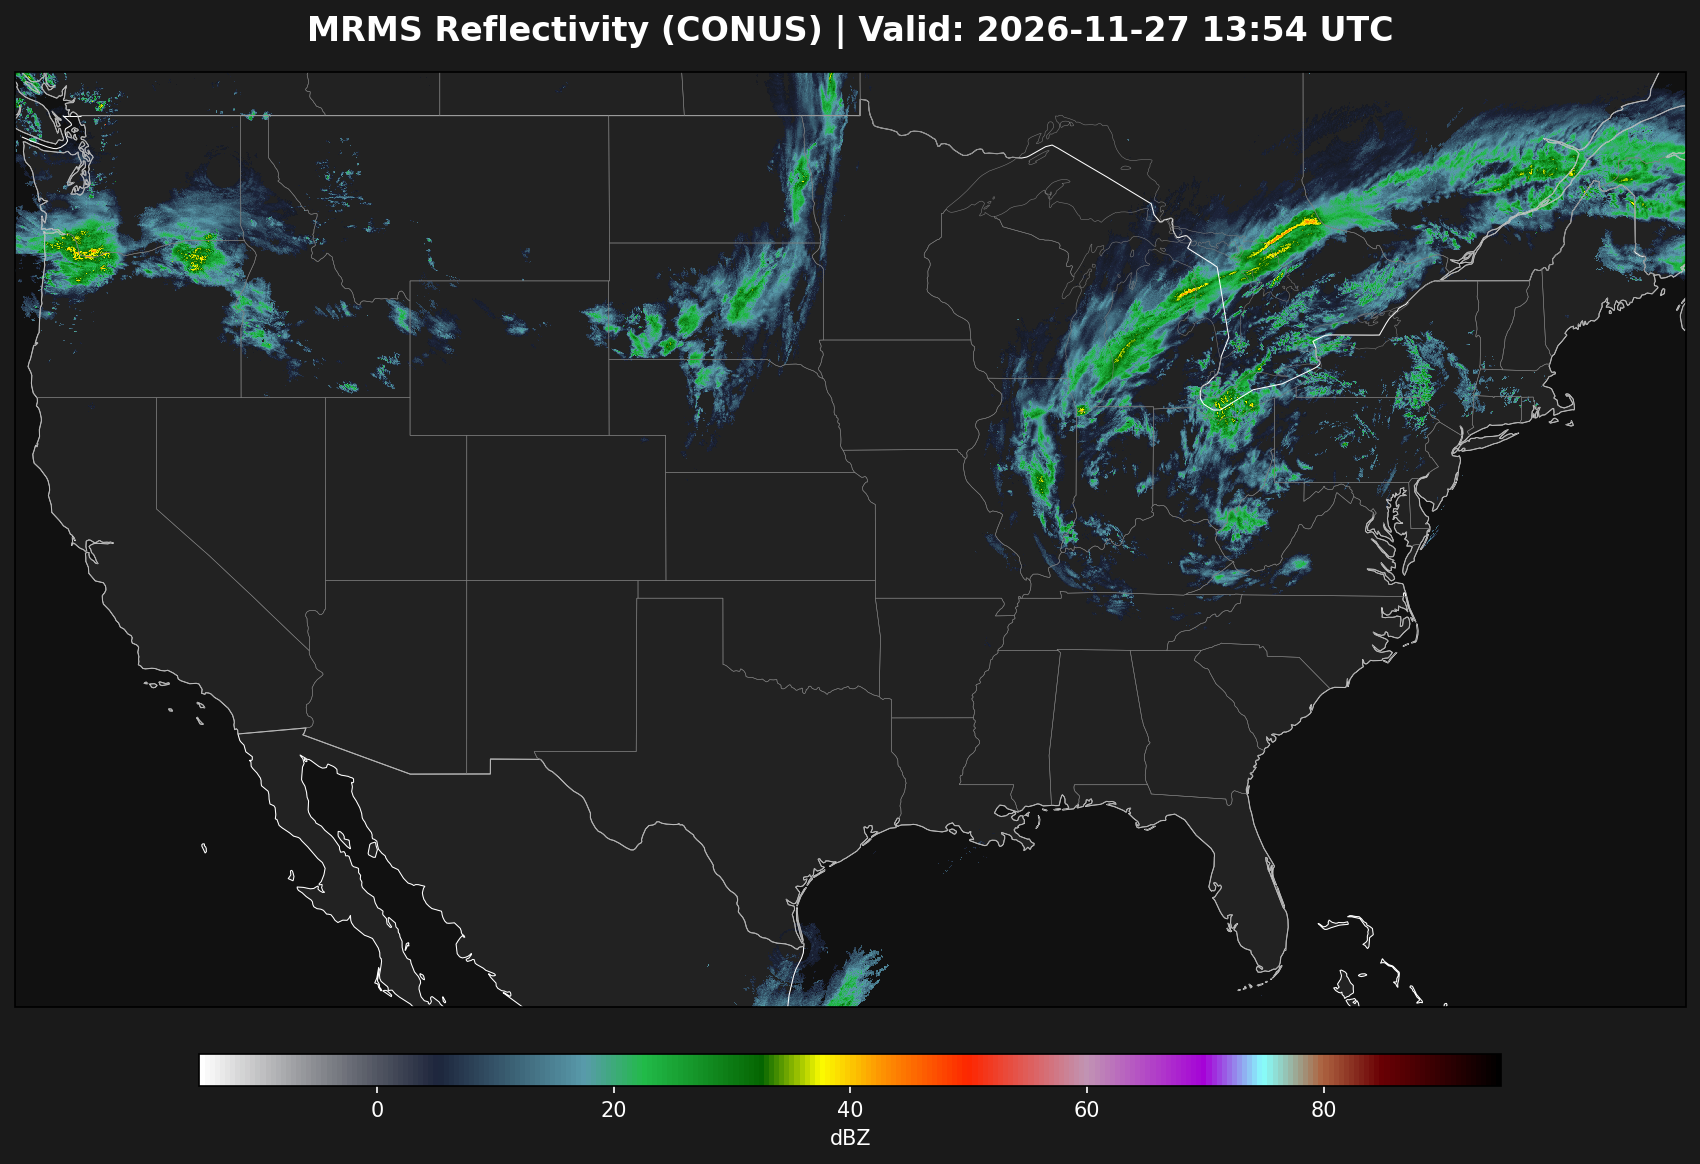 MRMS Reflectivity (CONUS) | Valid: 2026-11-27 13:54 UTC
0 20 40 60 80
dBZ